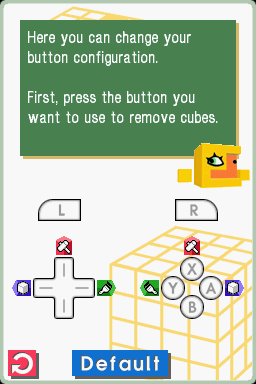 Here you can change your
button configuration.
First, press the button you
want to use to remove cubes.
L R
X
Y A
B
Default